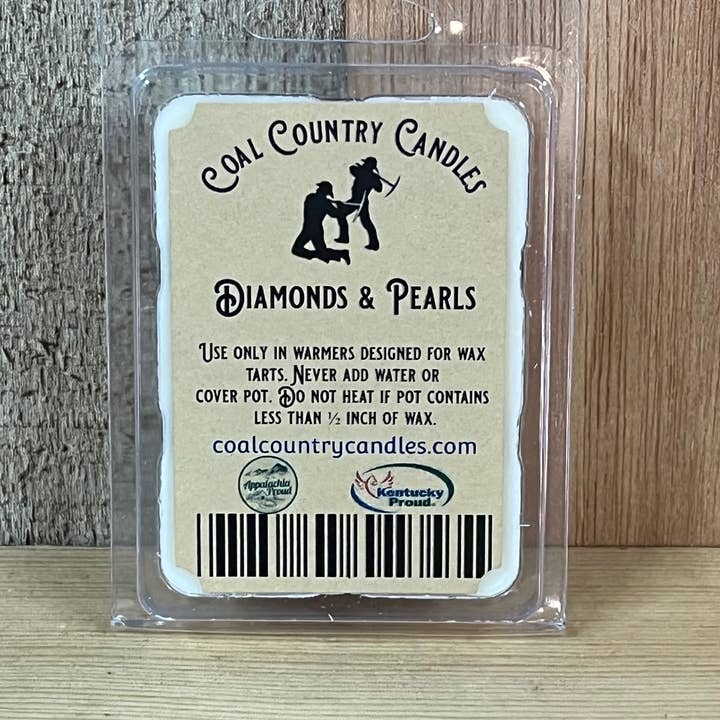 Coal Country Candles
Diamonds & Pearls
Use only in warmers designed for wax
tarts. Never add water or
cover pot. Do not heat if pot contains
less than ½ inch of wax.
coalcountrycandles.com
Appalachia
Proud
Kentucky
Proud